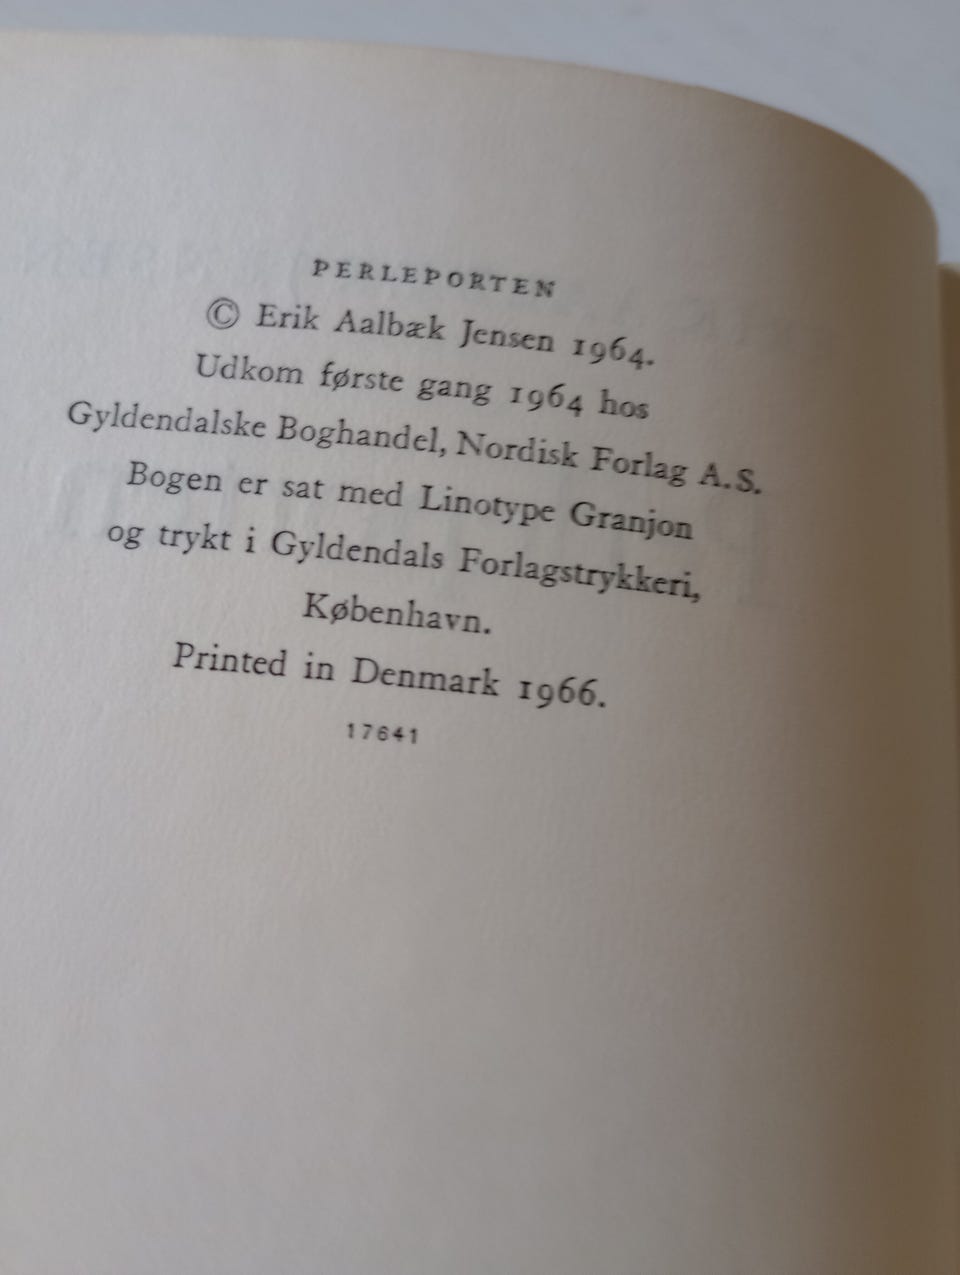 PERLEPORTEN
© Erik Aalbæk Jensen 1964.
Udkom første gang 1964 hos
Gyldendalske Boghandel, Nordisk Forlag A.S.
Bogen er sat med Linotype Granjon
og trykt i Gyldendals Forlagstrykkeri,
København.
Printed in Denmark 1966.
17641